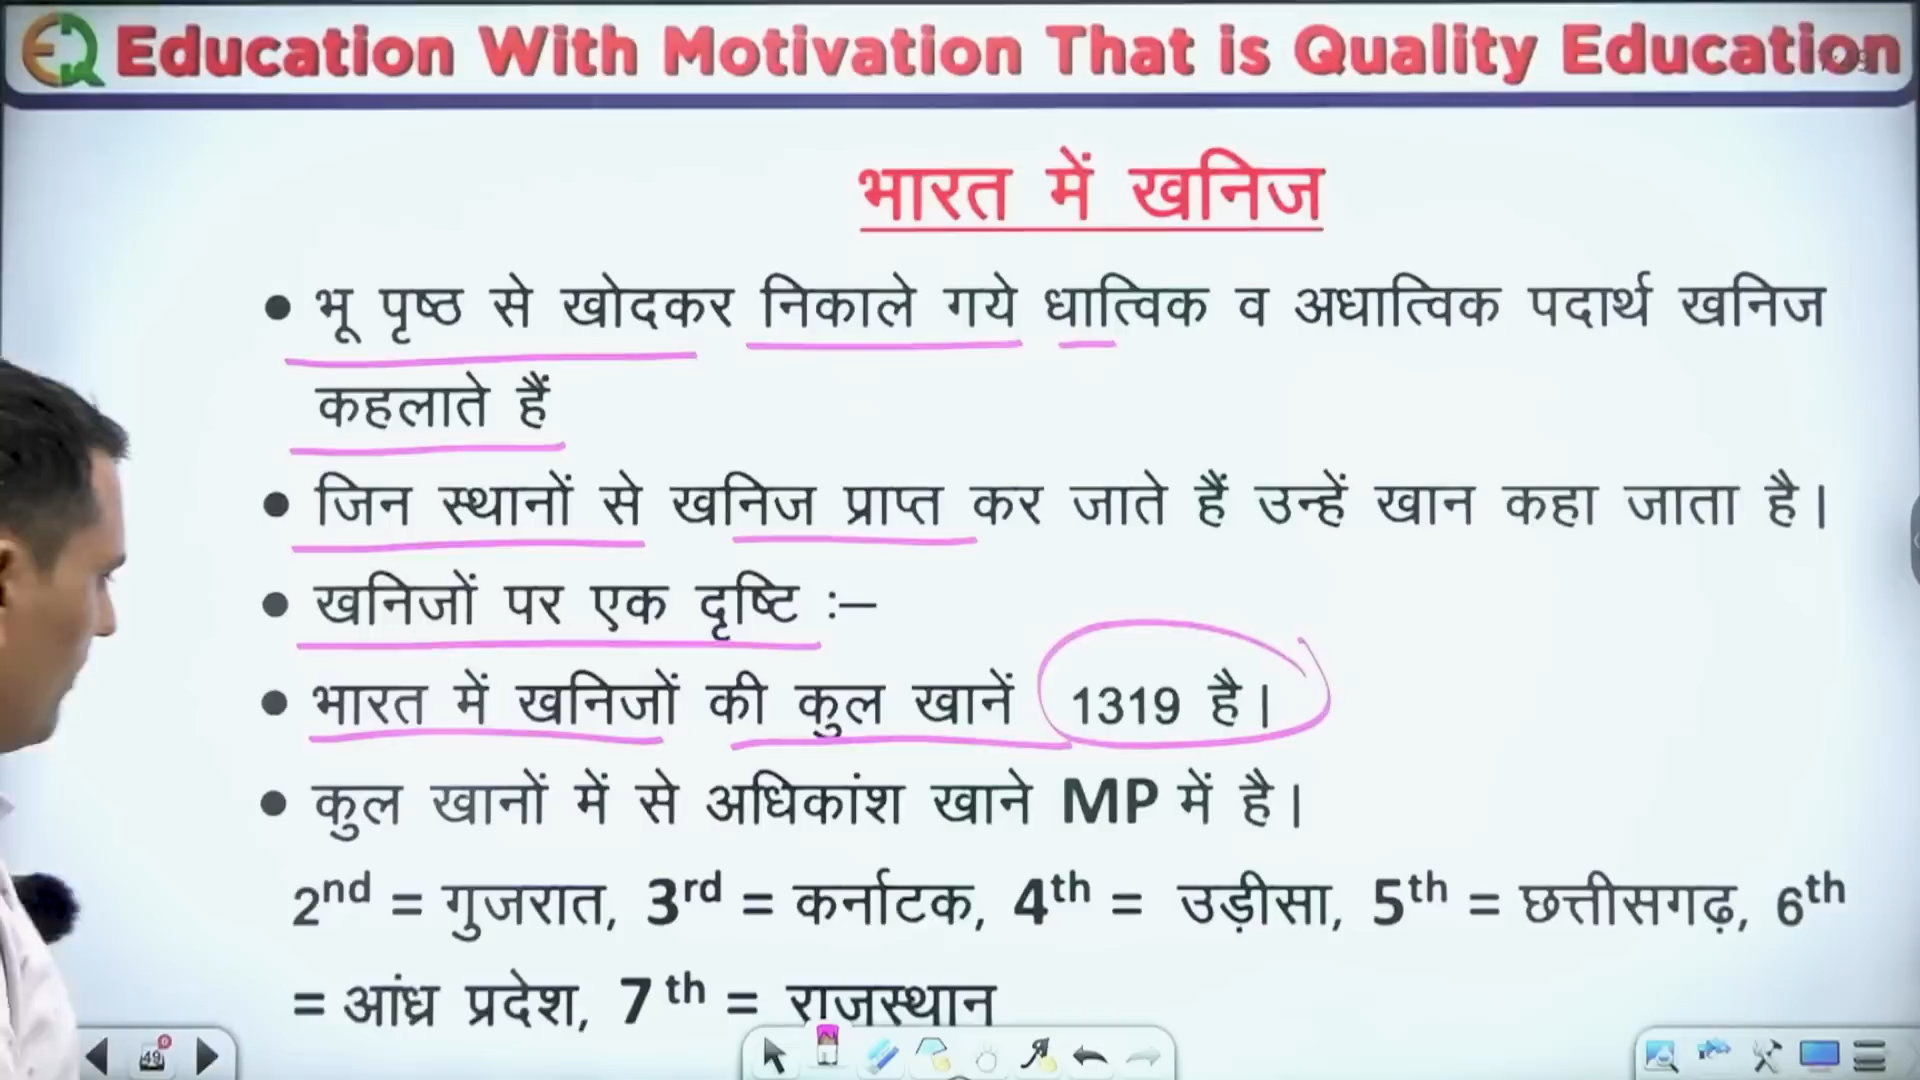 Education With Motivation That is Quality Education
भारत में खनिज
● भू पृष्ठ से खोदकर निकाले गये धात्विक व अधात्विक पदार्थ खनिज
कहलाते हैं
● जिन स्थानों से खनिज प्राप्त कर जाते हैं उन्हें खान कहा जाता है।
● खनिजों पर एक दृष्टि :–
● भारत में खनिजों की कुल खानें 1319 है।
● कुल खानों में से अधिकांश खाने MP में है।
2nd = गुजरात, 3rd = कर्नाटक, 4th = उड़ीसा, 5th = छत्तीसगढ़, 6th
= आंध्र प्रदेश, 7th = राजस्थान
49